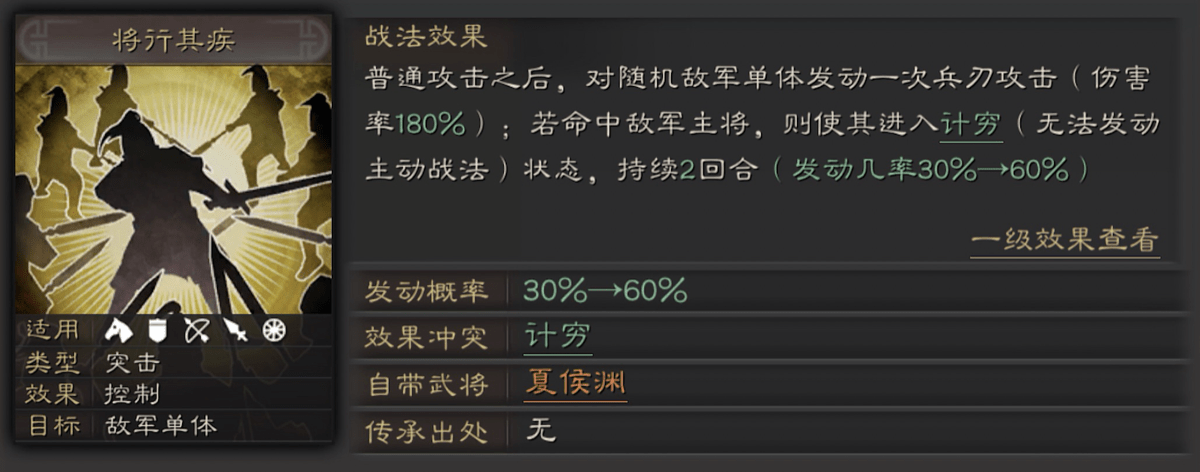 将行其疾
适用
类型 突击
效果 控制
目标 敌军单体
战法效果
普通攻击之后，对随机敌军单体发动一次兵刃攻击（伤害
率180%）；若命中敌军主将，则使其进入计穷（无法发动
主动战法）状态，持续2回合（发动几率30%→60%）
一级效果查看
发动概率 30%→60%
效果冲突 计穷
自带武将 夏侯渊
传承出处 无